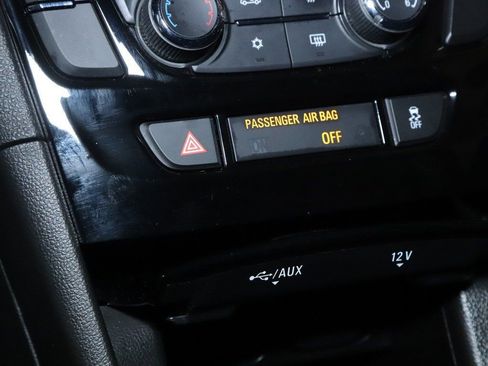 PASSENGER AIR BAG
ON OFF
OFF
/AUX
12V